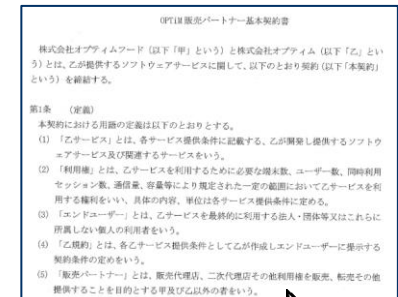 OPTiM 販売パートナー基本契約書
株式会社オプティムフード（以下「甲」という）と株式会社オプティム（以下「乙」とい
う）とは、乙が提供するソフトウェアサービスに関して、以下のとおり契約（以下「本契約」
という）を締結する。
第1条　（定義）
本契約における用語の定義は以下のとおりとする。
(1)　「乙サービス」とは、各サービス提供条件に記載する、乙が開発し提供するソフトウ
ェアサービス及び関連するサービスをいう。
(2)　「利用権」とは、乙サービスを利用するために必要な端末数、ユーザー数、同時利用
セッション数、通信量、容量等により規定された一定の範囲において乙サービスを利
用する権利をいい、具体の内容、単位は各サービス提供条件に定める。
(3)　「エンドユーザー」とは、乙サービスを最終的に利用する法人・団体等又はこれらに
所属しない個人の利用者をいう。
(4)　「乙規約」とは、各乙サービス提供条件として乙が作成しエンドユーザーに提示する
契約条件の定めをいう。
(5)　「販売パートナー」とは、販売代理店、二次代理店その他利用権を販売、転売その他
提供することを目的とする甲及び乙以外の者をいう。